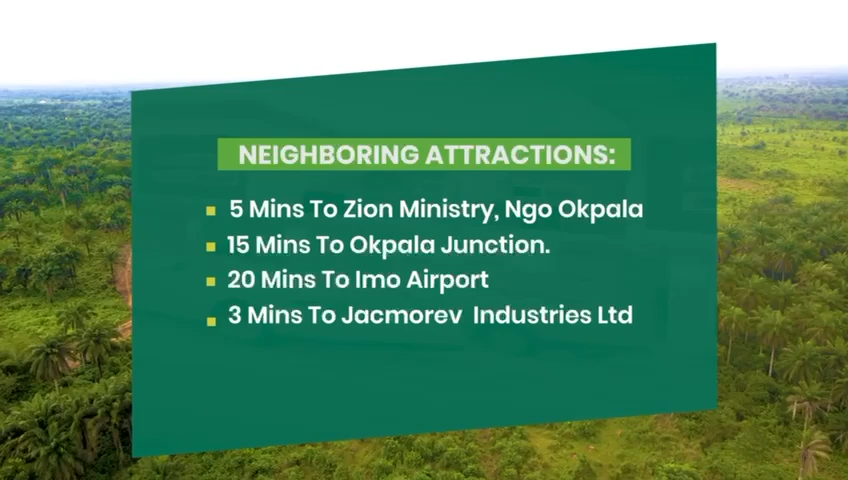 NEIGHBORING ATTRACTIONS:
5 Mins To Zion Ministry, Ngo Okpala
15 Mins To Okpala Junction.
20 Mins To Imo Airport
3 Mins To Jacmorev Industries Ltd